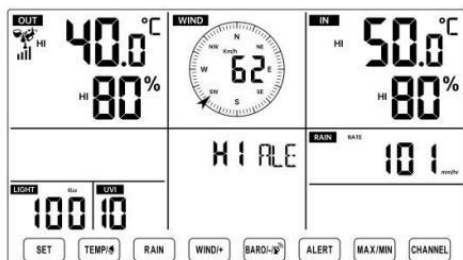 OUT
HI 40.0°C
HI 80%
WIND
N
NW NE
Km/h
W 62 E
SW SE
S
IN
HI 50.0°C
HI 80%
HI ALE
RAIN RATE
101 mm/hr
LIGHT
100
UVI
10
SET TEMP/ RAIN WIND/+ BARO/-/ ALERT MAX/MIN CHANNEL